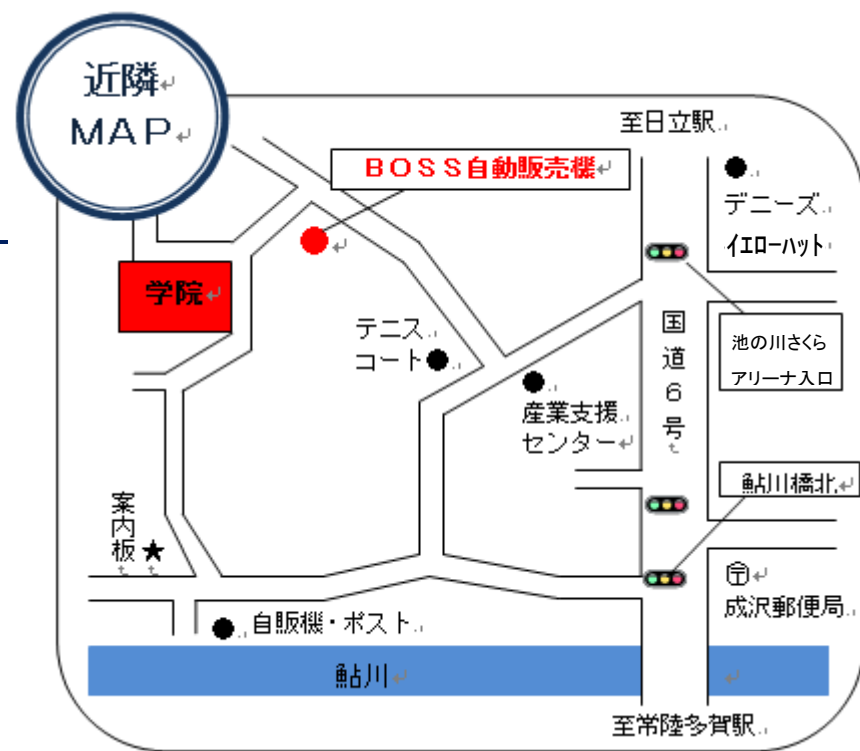 近隣
ＭＡＰ
至日立駅
ＢＯＳＳ自動販売機
デニーズ
イエローハット
学院
テニス
コート
国道６号
池の川さくら
アリーナ入口
産業支援
センター
鮎川橋北
案内板★
〒
成沢郵便局
自販機・ポスト
鮎川
至常陸多賀駅